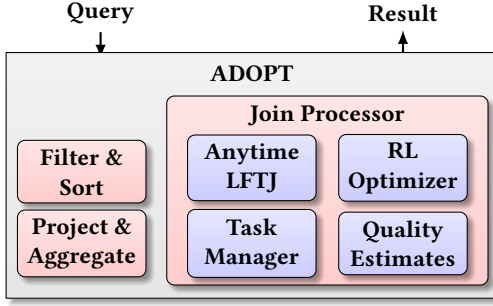 Query
Result
ADOPT
Join Processor
Filter &
Sort
Project &
Aggregate
Anytime
LFTJ
RL
Optimizer
Task
Manager
Quality
Estimates